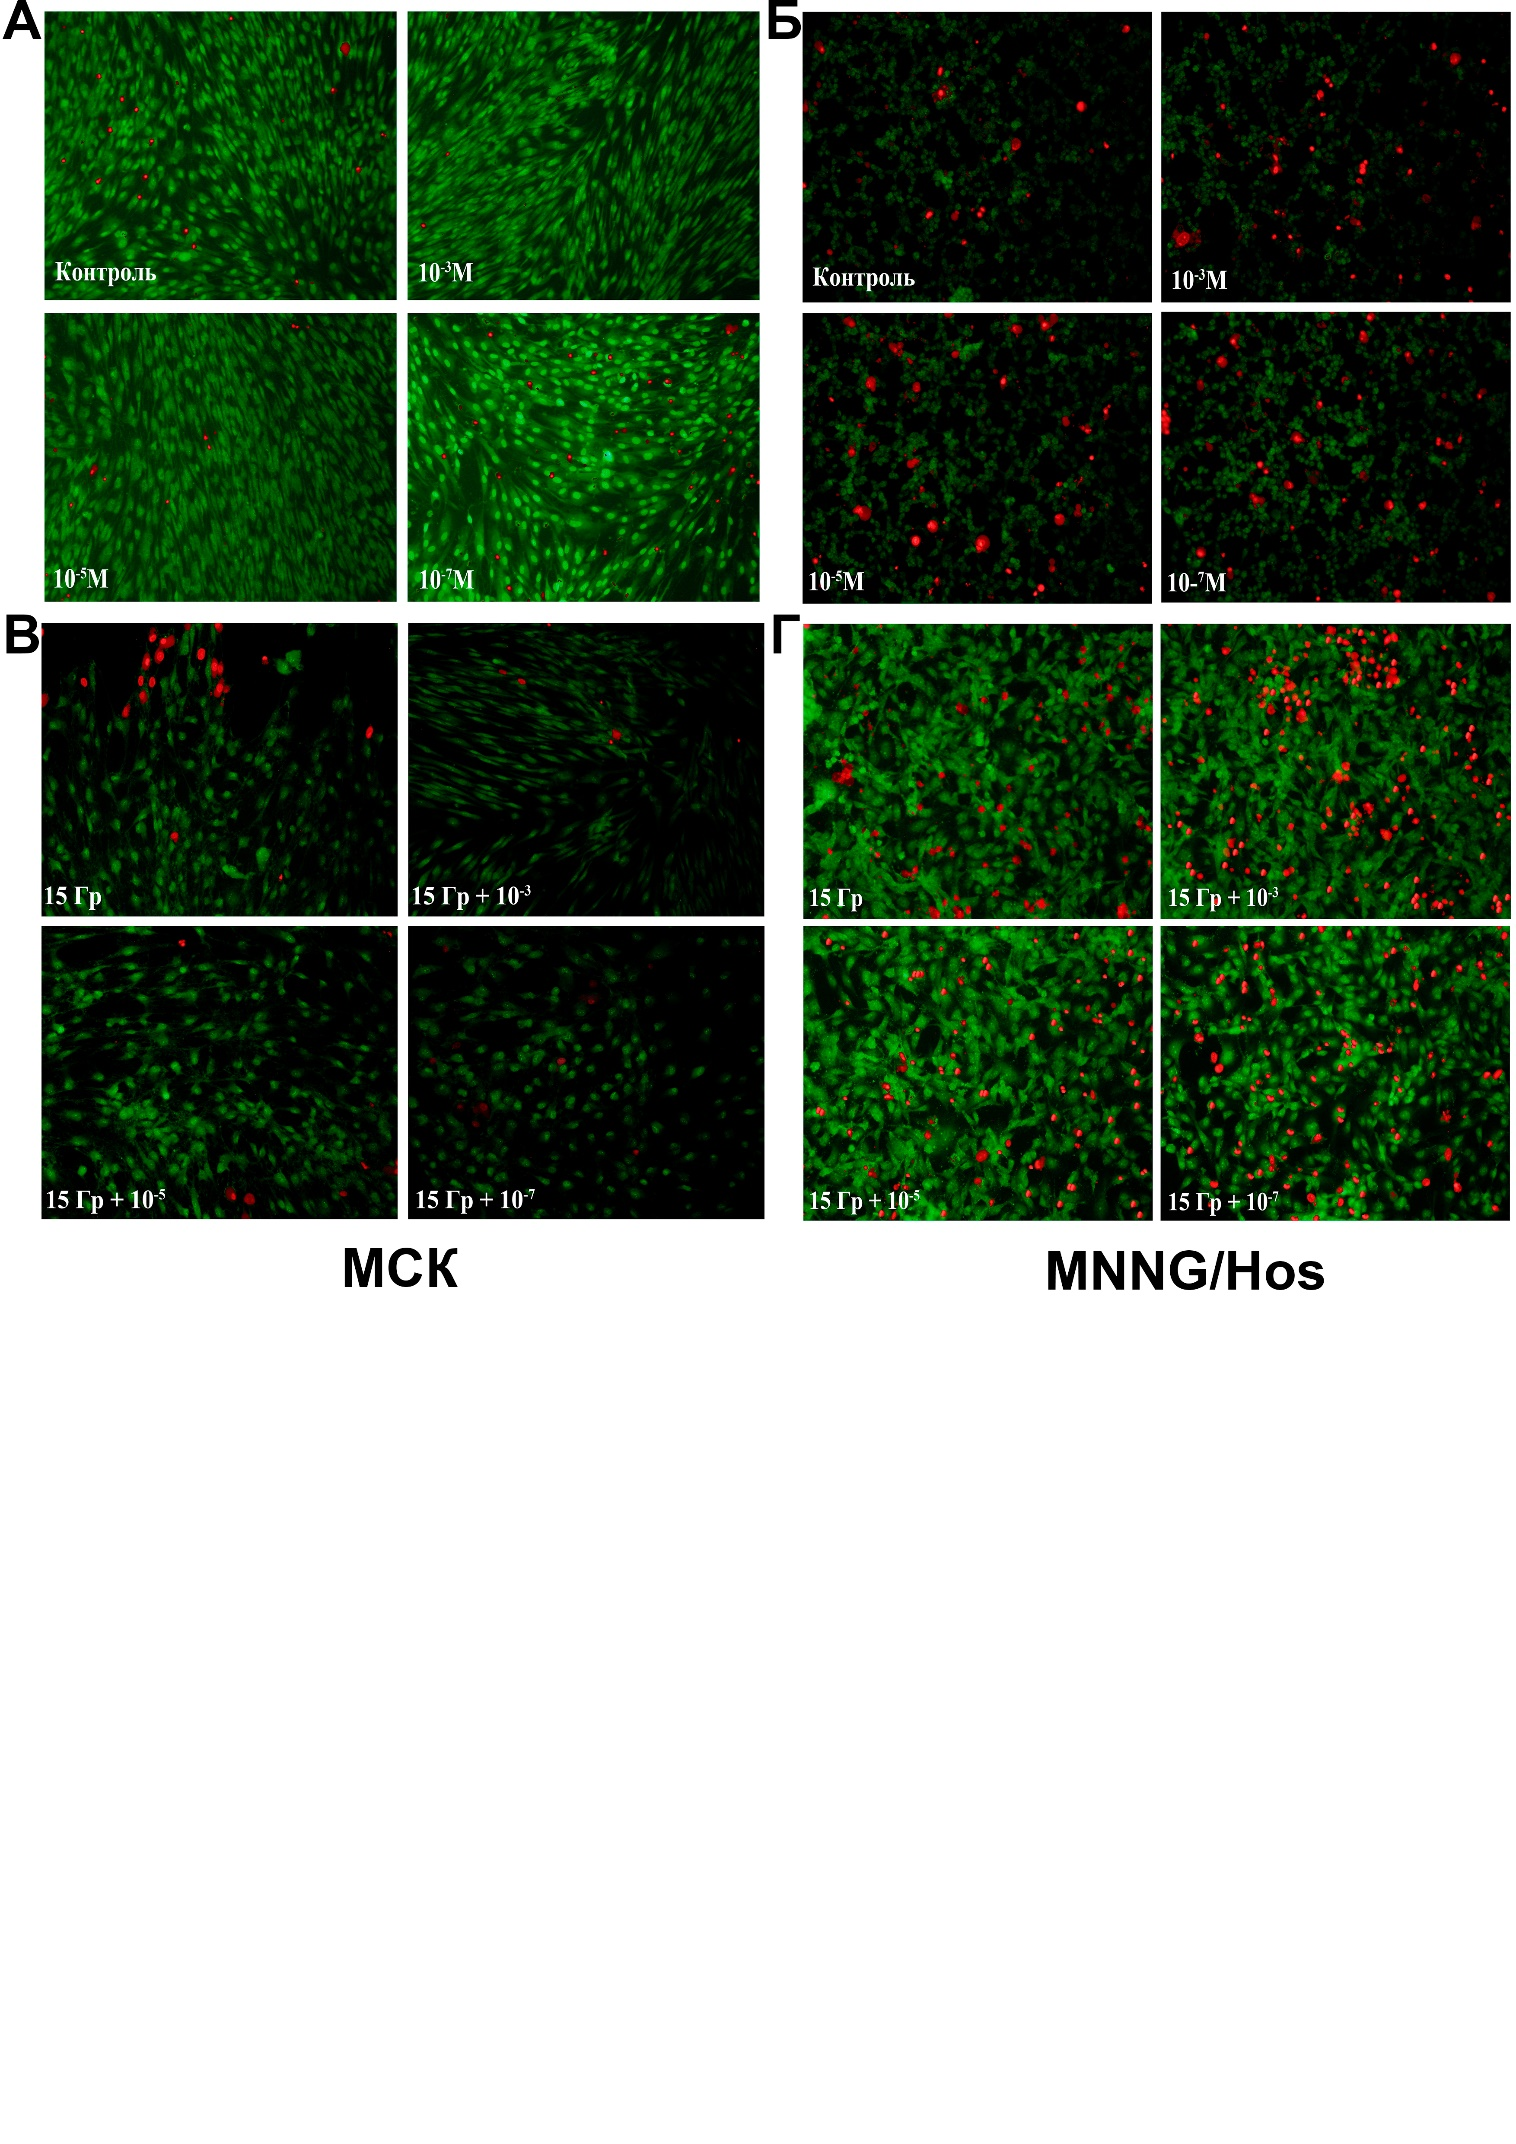 А
Контроль
10-3М
10-5М
10-7М
Б
Контроль
10-3М
10-5М
10-7М
В
15 Гр
15 Гр + 10-3
15 Гр + 10-5
15 Гр + 10-7
Г
15 Гр
15 Гр + 10-3
15 Гр + 10-5
15 Гр + 10-7
МСК
MNNG/Hos